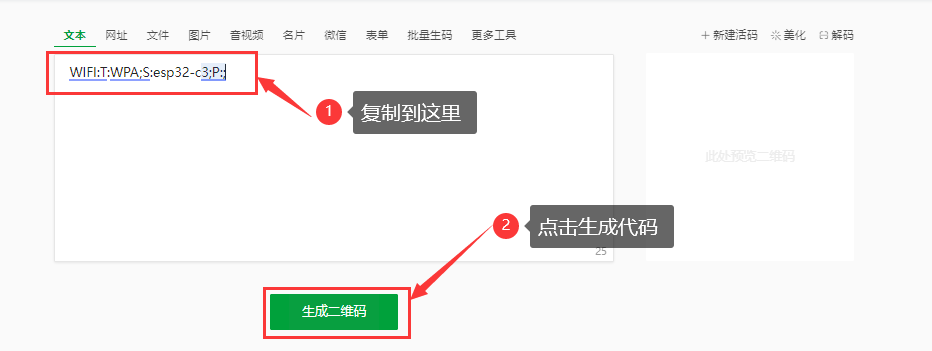 文本 网址 文件 图片 音视频 名片 微信 表单 批量生码 更多工具 + 新建活码 美化 解码
WIFI:T:WPA;S:esp32-c3;P:;
1 复制到这里
此处预览二维码
2 点击生成代码
25
生成二维码